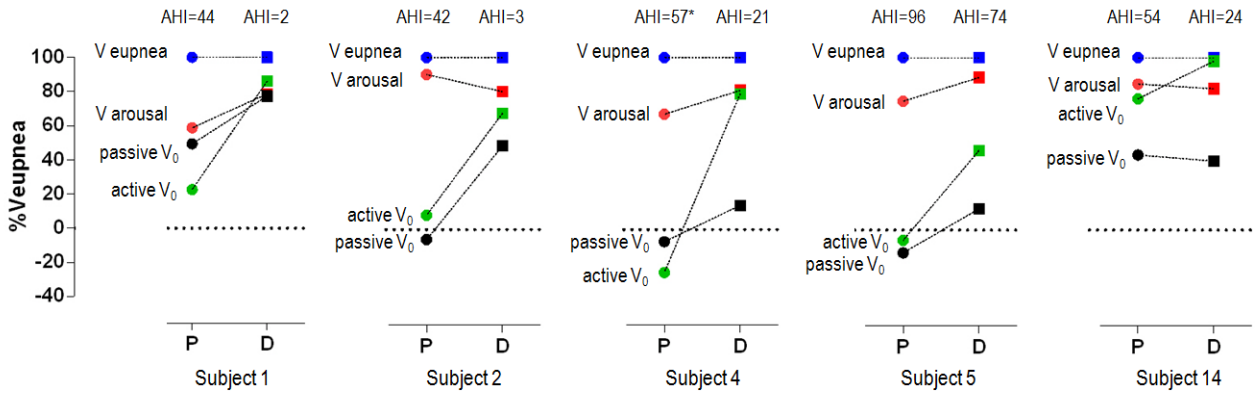 AHI=44 AHI=2 AHI=42 AHI=3 AHI=57* AHI=21 AHI=96 AHI=74 AHI=54 AHI=24
%Veupnea
100
80
60
40
20
0
-20
-40
V eupnea
V arousal
passive V0
active V0
P D
Subject 1
V eupnea
V arousal
active V0
passive V0
P D
Subject 2
V eupnea
V arousal
passive V0
active V0
P D
Subject 4
V eupnea
V arousal
active V0
passive V0
P D
Subject 5
V eupnea
V arousal
active V0
passive V0
P D
Subject 14